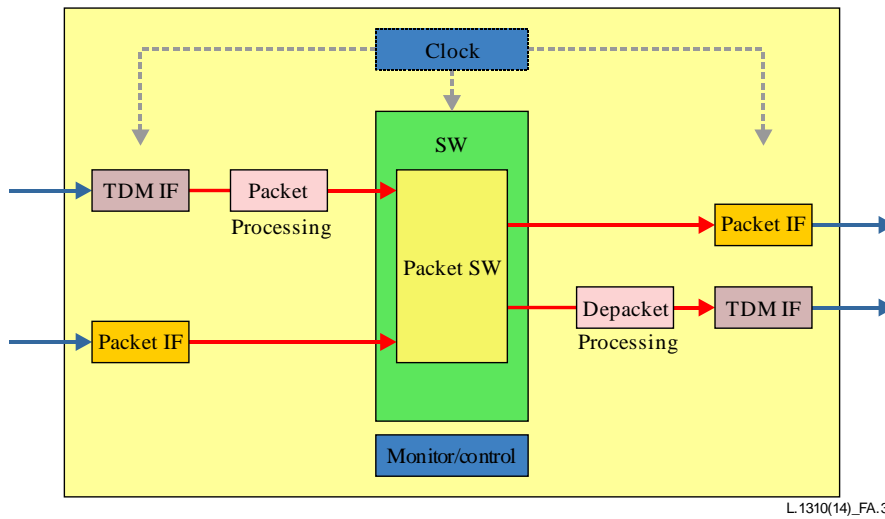 Clock
SW
TDM IF
Packet
Processing
Packet SW
Packet IF
Depacket
Processing
TDM IF
Packet IF
Monitor/control
L.1310(14)_FA.3